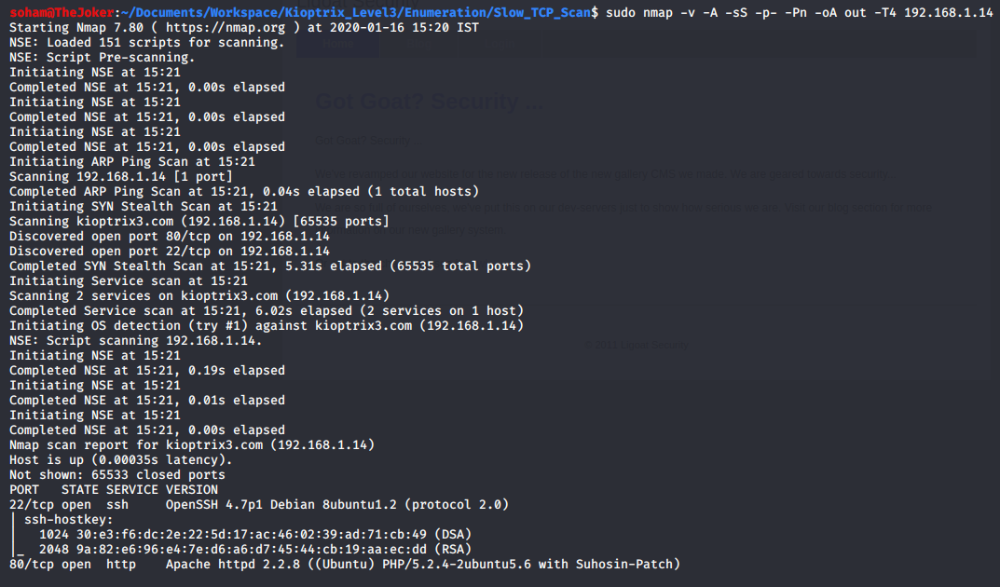 soham@TheJoker:~/Documents/Workspace/Kioptrix_Level3/Enumeration/Slow_TCP_Scan$ sudo nmap -v -A -sS -p- -Pn -oA out -T4 192.168.1.14
Starting Nmap 7.80 ( https://nmap.org ) at 2020-01-16 15:20 IST
NSE: Loaded 151 scripts for scanning.
NSE: Script Pre-scanning.
Initiating NSE at 15:21
Completed NSE at 15:21, 0.00s elapsed
Initiating NSE at 15:21
Completed NSE at 15:21, 0.00s elapsed
Initiating NSE at 15:21
Completed NSE at 15:21, 0.00s elapsed
Initiating ARP Ping Scan at 15:21
Scanning 192.168.1.14 [1 port]
Completed ARP Ping Scan at 15:21, 0.04s elapsed (1 total hosts)
Initiating SYN Stealth Scan at 15:21
Scanning kioptrix3.com (192.168.1.14) [65535 ports]
Discovered open port 80/tcp on 192.168.1.14
Discovered open port 22/tcp on 192.168.1.14
Completed SYN Stealth Scan at 15:21, 5.31s elapsed (65535 total ports)
Initiating Service scan at 15:21
Scanning 2 services on kioptrix3.com (192.168.1.14)
Completed Service scan at 15:21, 6.02s elapsed (2 services on 1 host)
Initiating OS detection (try #1) against kioptrix3.com (192.168.1.14)
NSE: Script scanning 192.168.1.14.
Initiating NSE at 15:21
Completed NSE at 15:21, 0.19s elapsed
Initiating NSE at 15:21
Completed NSE at 15:21, 0.01s elapsed
Initiating NSE at 15:21
Completed NSE at 15:21, 0.00s elapsed
Nmap scan report for kioptrix3.com (192.168.1.14)
Host is up (0.00035s latency).
Not shown: 65533 closed ports
PORT   STATE SERVICE VERSION
22/tcp open  ssh     OpenSSH 4.7p1 Debian 8ubuntu1.2 (protocol 2.0)
| ssh-hostkey:
|   1024 30:e3:f6:dc:2e:22:5d:17:ac:46:02:39:ad:71:cb:49 (DSA)
|_  2048 9a:82:e6:96:e4:7e:d6:a6:d7:45:44:cb:19:aa:ec:dd (RSA)
80/tcp open  http    Apache httpd 2.2.8 ((Ubuntu) PHP/5.2.4-2ubuntu5.6 with Suhosin-Patch)
Got Goat? Security ...